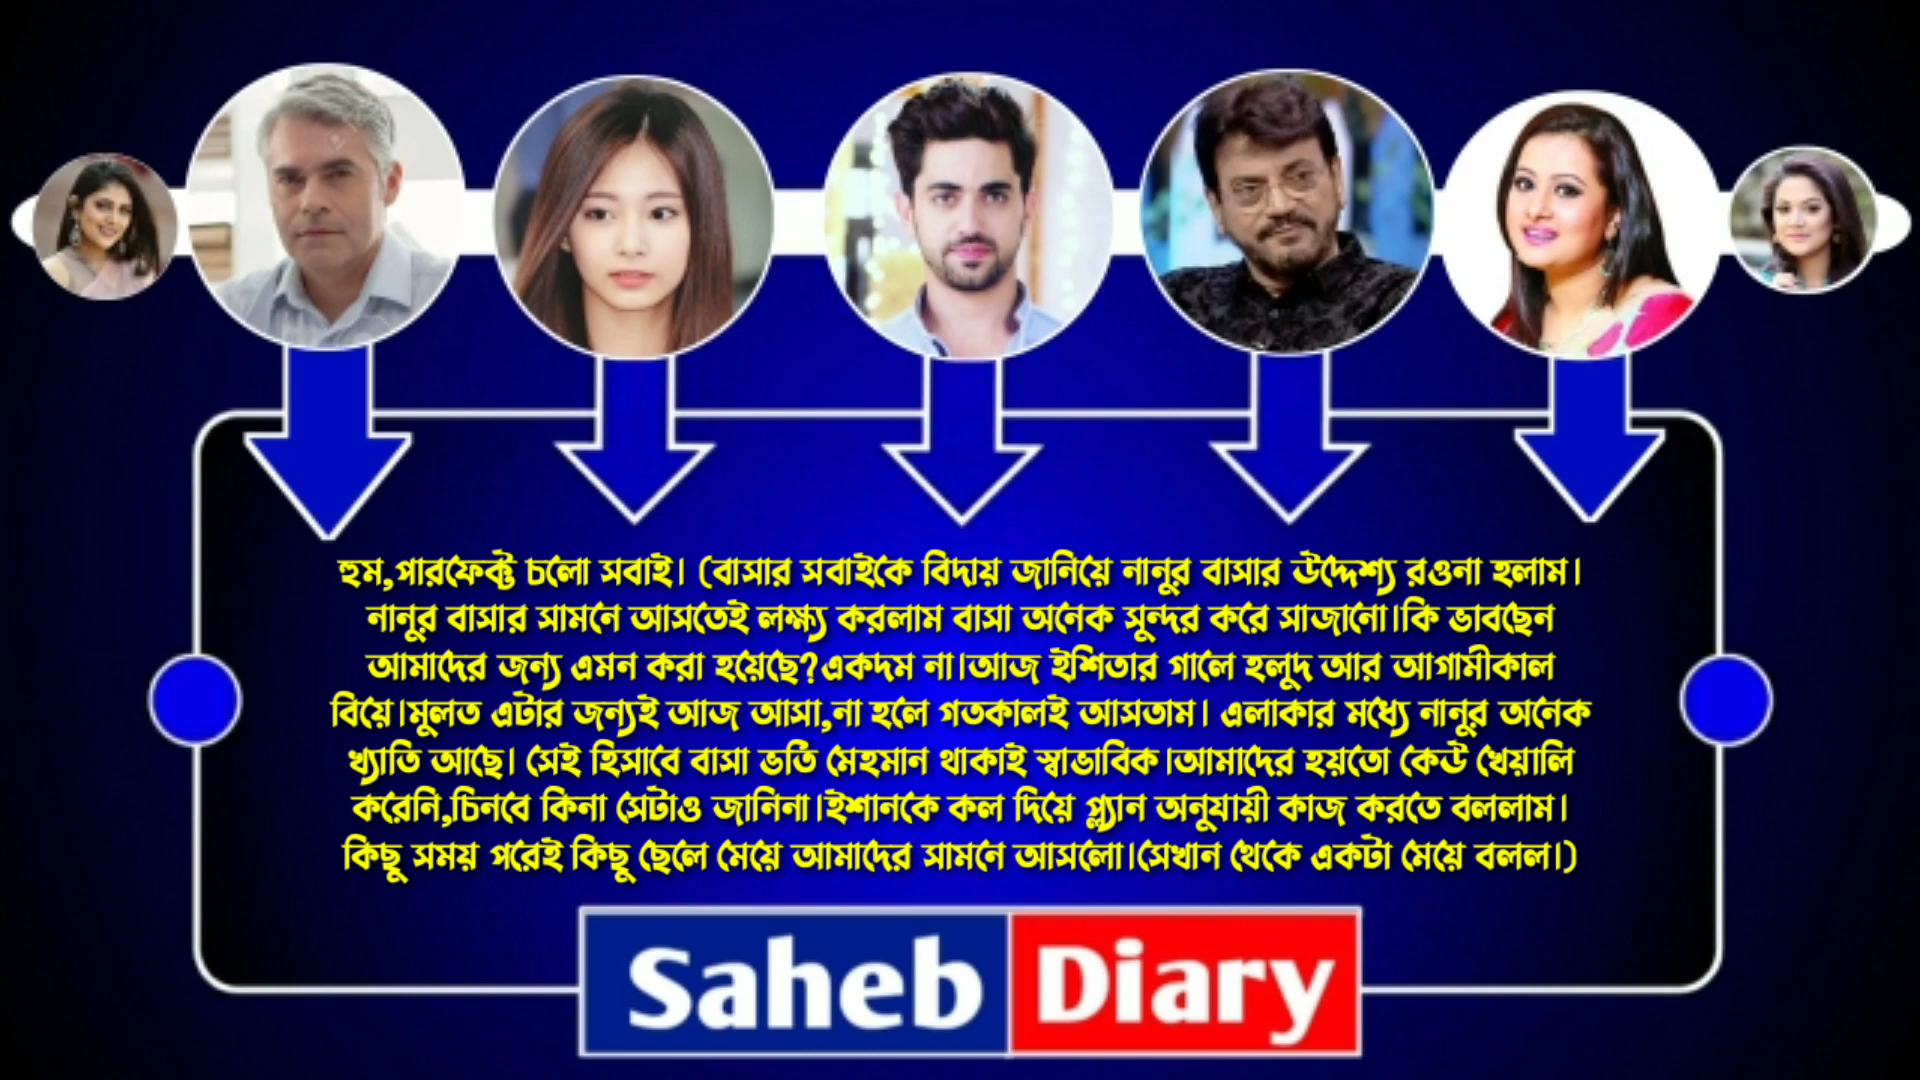 হুম,পারফেক্ট চলো সবাই। (বাসার সবাইকে বিদায় জানিয়ে নানুর বাসার উদ্দেশ্য রওনা হলাম।
নানুর বাসার সামনে আসতেই লক্ষ্য করলাম বাসা অনেক সুন্দর করে সাজানো।কি ভাবছেন
আমাদের জন্য এমন করা হয়েছে?একদম না।আজ ইশিতার গালে হলুদ আর আগামীকাল
বিয়ে।মুলত এটার জন্যই আজ আসা,না হলে গতকালই আসতাম। এলাকার মধ্যে নানুর অনেক
খ্যাতি আছে। সেই হিসাবে বাসা ভর্তি মেহমান থাকাই স্বাভাবিক।আমাদের হয়তো কেউ খেয়ালি
করেনি,চিনবে কিনা সেটাও জানিনা।ইশানকে কল দিয়ে প্ল্যান অনুযায়ী কাজ করতে বললাম।
কিছু সময় পরেই কিছু ছেলে মেয়ে আমাদের সামনে আসলো।সেখান থেকে একটা মেয়ে বলল।)
Saheb Diary